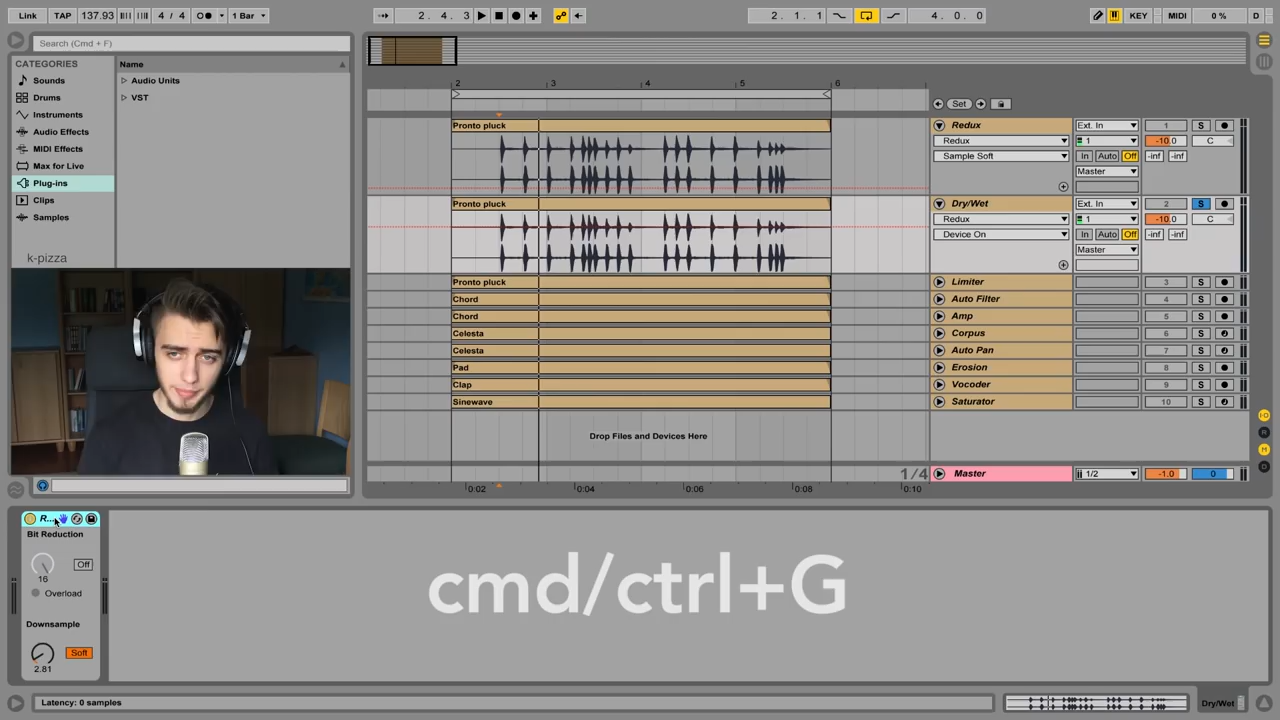 Link TAP 137.93 4 / 4 1 Bar 2. 4. 3 2. 1. 1 4. 0. 0 KEY MIDI 0 % D
Search (Cmd + F)
CATEGORIES
Sounds
Drums
Instruments
Audio Effects
MIDI Effects
Max for Live
Plug-ins
Clips
Samples
k-pizza
Name
Audio Units
VST
2 3 4 5 6
Set
Pronto pluck Redux Ext. In 1 S
Redux 1 -10.0 C
Sample Soft In Auto Off -inf -inf
Master
Pronto pluck Dry/Wet Ext. In 2 S
Redux 1 -10.0 C
Device On In Auto Off -inf -inf
Master
Pronto pluck Limiter 3 S
Chord Auto Filter 4 S
Chord Amp 5 S
Celesta Corpus 6 S
Celesta Auto Pan 7 S
Pad Erosion 8 S
Clap Vocoder 9 S
Sinewave Saturator 10 S
Drop Files and Devices Here
1/4 Master 1/2 -1.0 0
0:02 0:04 0:06 0:08 0:10
I·O
R
M
D
R...
Bit Reduction
Off
16
Overload
Downsample
Soft
2.81
cmd/ctrl+G
Latency: 0 samples
Dry/Wet